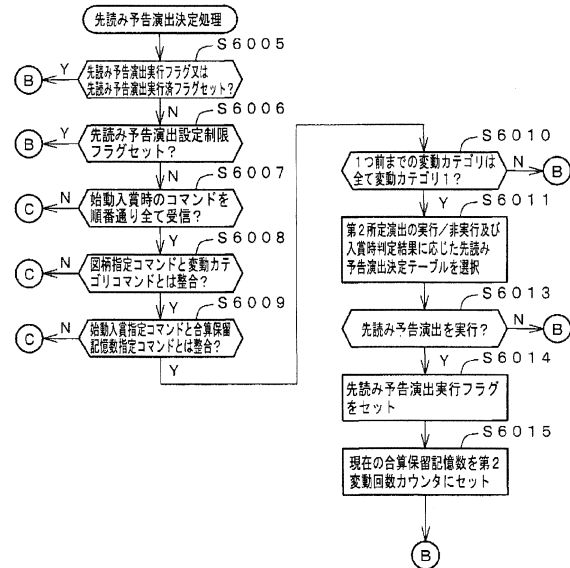 先読み予告演出決定処理
S6005
先読み予告演出実行フラグ又は
先読み予告演出実行済フラグセット?
Y
B
N
S6006
先読み予告演出設定制限
フラグセット?
Y
B
N
S6007
始動入賞時のコマンドを
順番通り全て受信?
N
C
Y
S6008
図柄指定コマンドと変動カテ
ゴリコマンドとは整合?
N
C
Y
S6009
始動入賞指定コマンドと合算保留
記憶数指定コマンドとは整合?
N
C
Y
S6010
1つ前までの変動カテゴリは
全て変動カテゴリ1?
N
B
Y
S6011
第2所定演出の実行/非実行及び
入賞時判定結果に応じた先読み
予告演出決定テーブルを選択
S6013
先読み予告演出を実行?
N
B
Y
S6014
先読み予告演出実行フラグ
をセット
S6015
現在の合算保留記憶数を第2
変動回数カウンタにセット
B